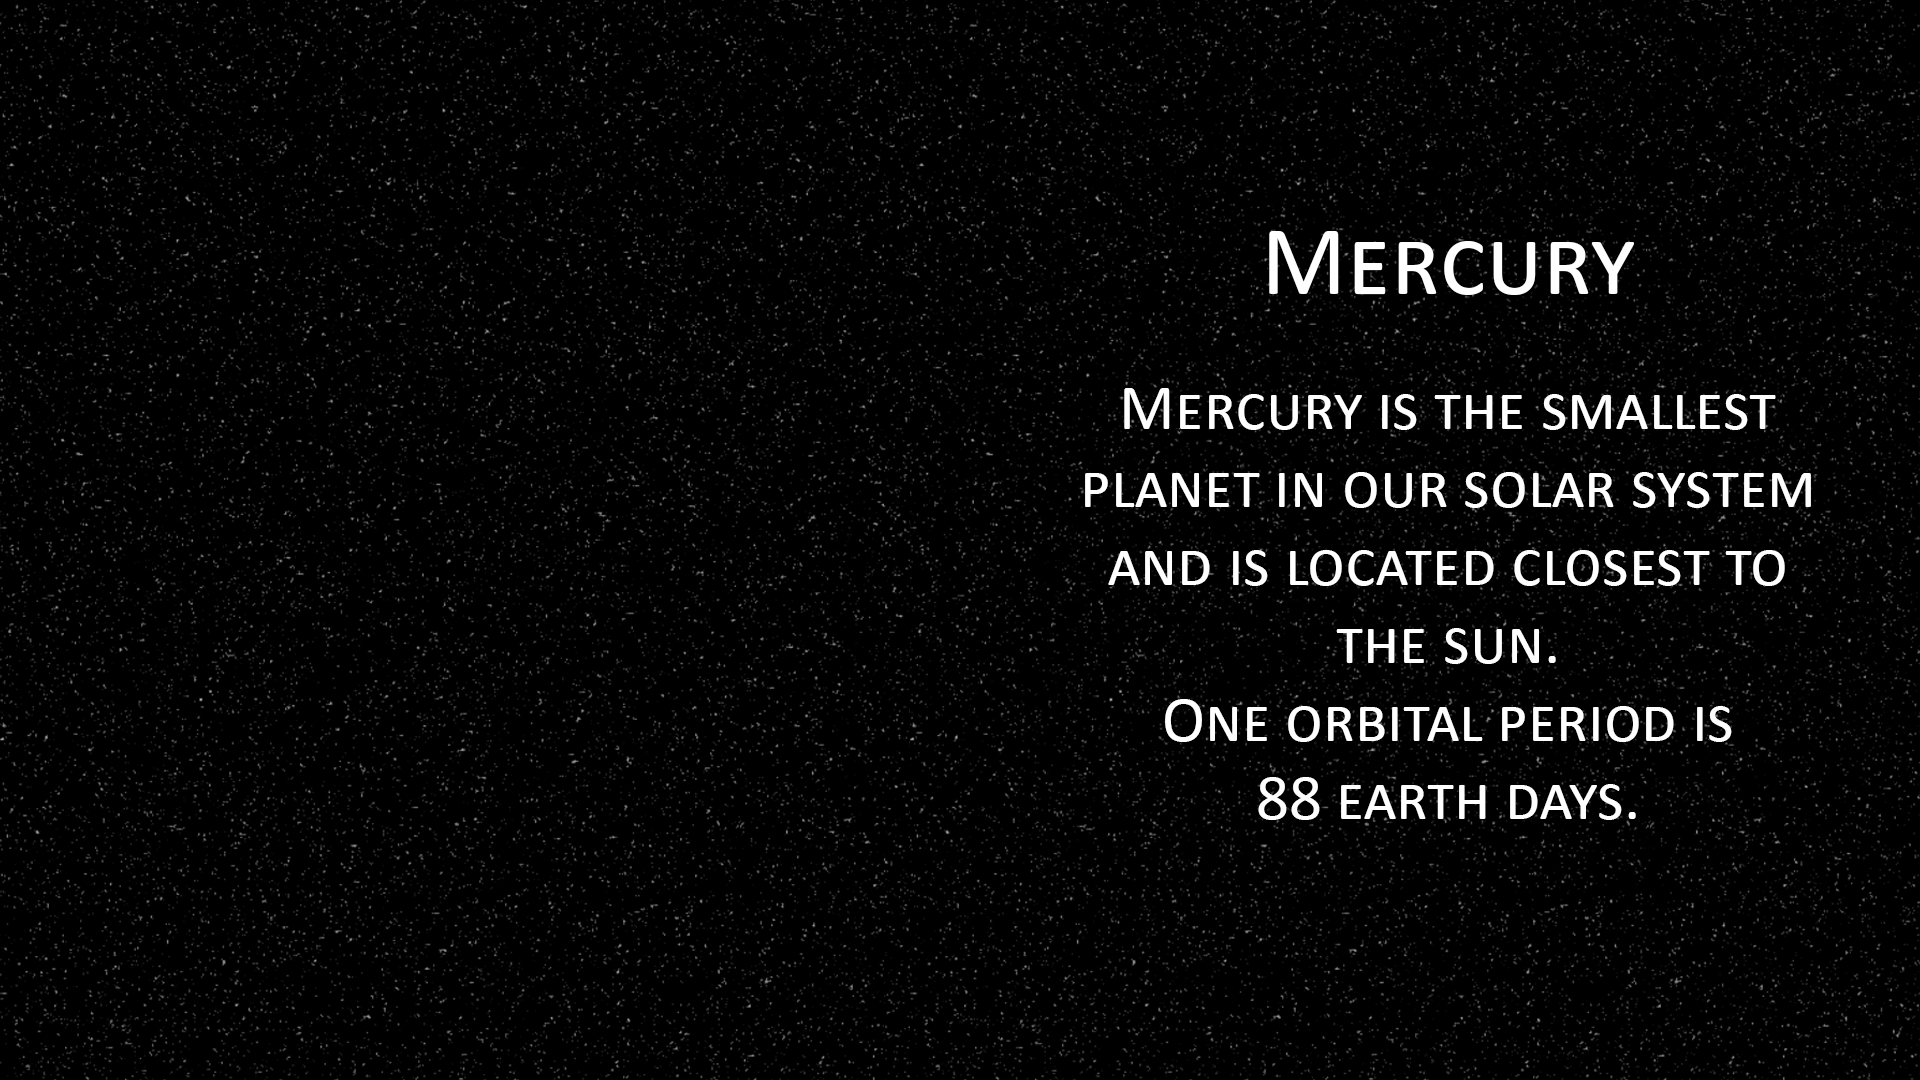 Mercury
Mercury is the smallest
planet in our solar system
and is located closest to
the sun.
One orbital period is
88 earth days.